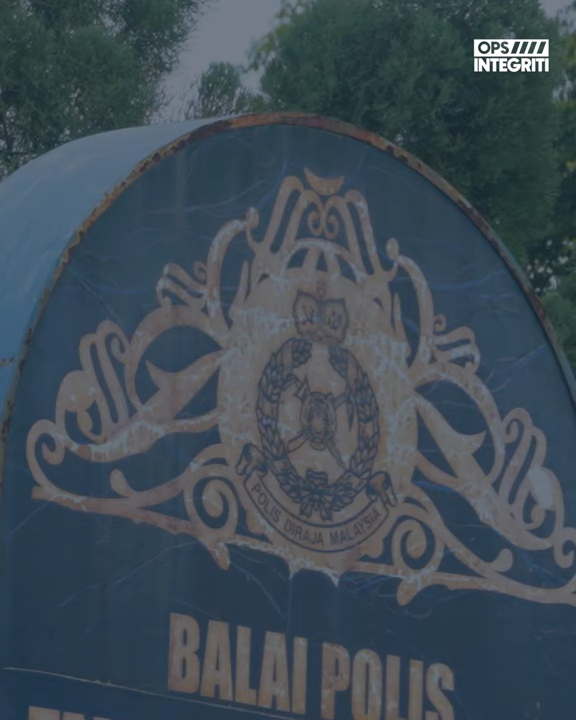 OPS////
INTEGRITI
POLIS DIRAJA MALAYSIA
BALAI POLIS